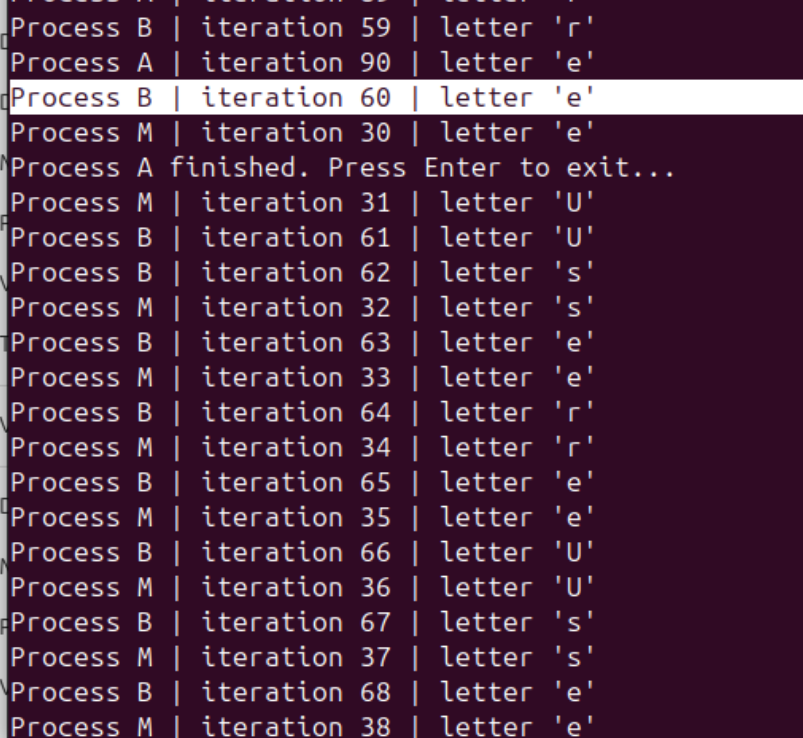 Process B | iteration 59 | letter 'r'
Process A | iteration 90 | letter 'e'
Process B | iteration 60 | letter 'e'
Process M | iteration 30 | letter 'e'
Process A finished. Press Enter to exit...
Process M | iteration 31 | letter 'U'
Process B | iteration 61 | letter 'U'
Process B | iteration 62 | letter 's'
Process M | iteration 32 | letter 's'
Process B | iteration 63 | letter 'e'
Process M | iteration 33 | letter 'e'
Process B | iteration 64 | letter 'r'
Process M | iteration 34 | letter 'r'
Process B | iteration 65 | letter 'e'
Process M | iteration 35 | letter 'e'
Process B | iteration 66 | letter 'U'
Process M | iteration 36 | letter 'U'
Process B | iteration 67 | letter 's'
Process M | iteration 37 | letter 's'
Process B | iteration 68 | letter 'e'
Process M | iteration 38 | letter 'e'